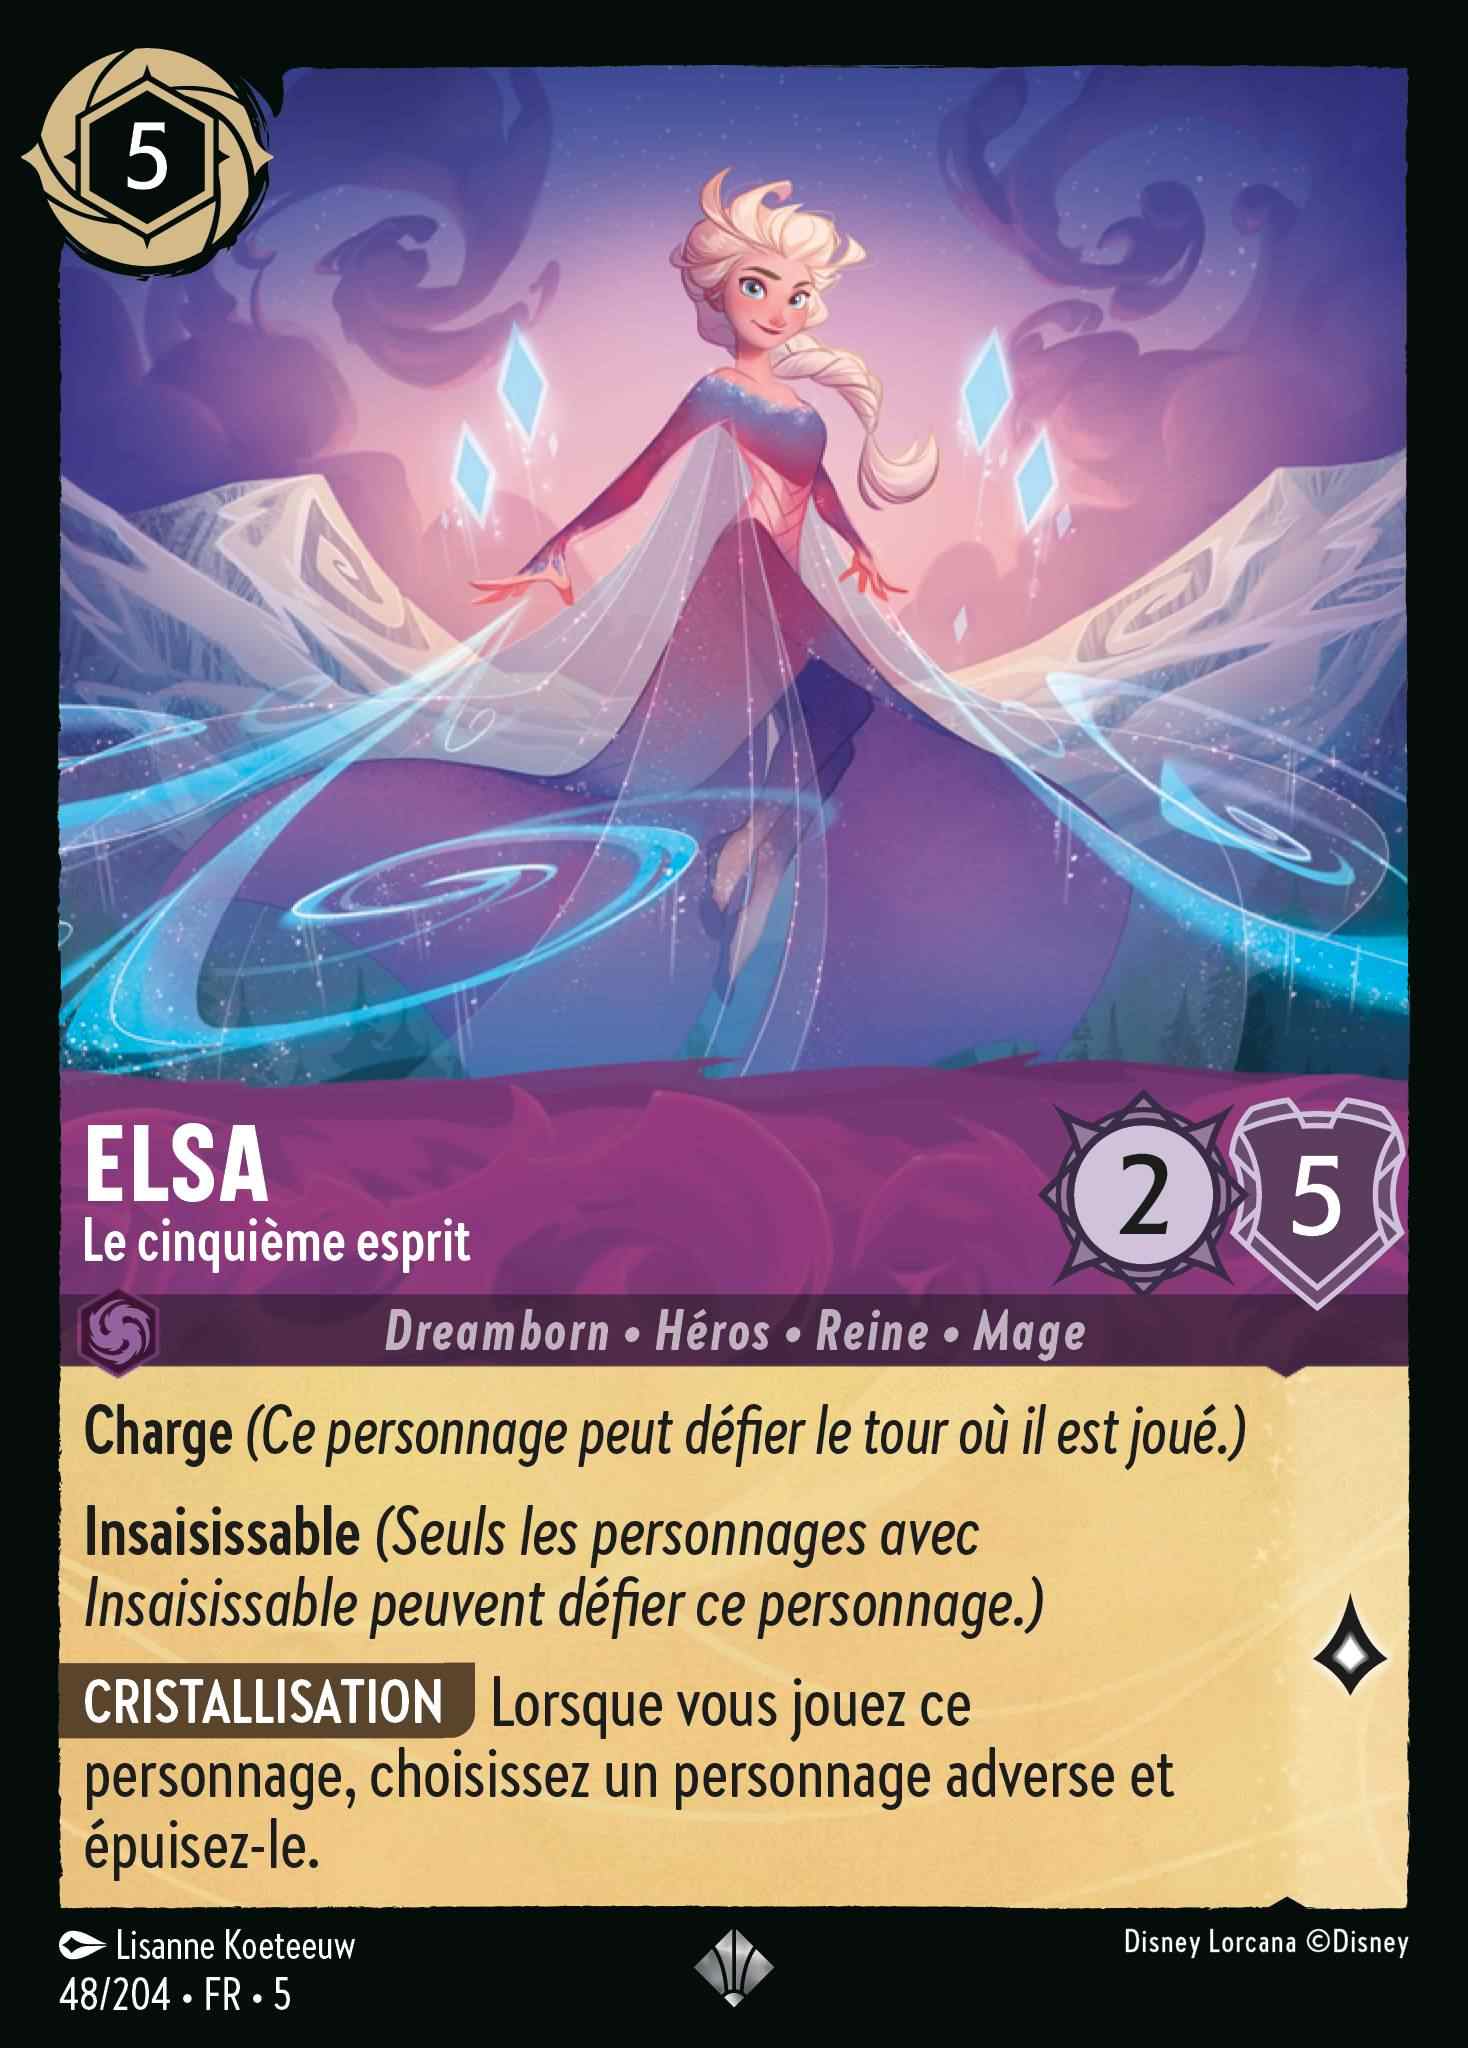 5
ELSA
Le cinquième esprit
2
5
Dreamborn • Héros • Reine • Mage
Charge (Ce personnage peut défier le tour où il est joué.)
Insaisissable (Seuls les personnages avec
Insaisissable peuvent défier ce personnage.)
CRISTALLISATION Lorsque vous jouez ce
personnage, choisissez un personnage adverse et
épuisez-le.
Lisanne Koeteeuw
48/204 • FR • 5
Disney Lorcana ©Disney